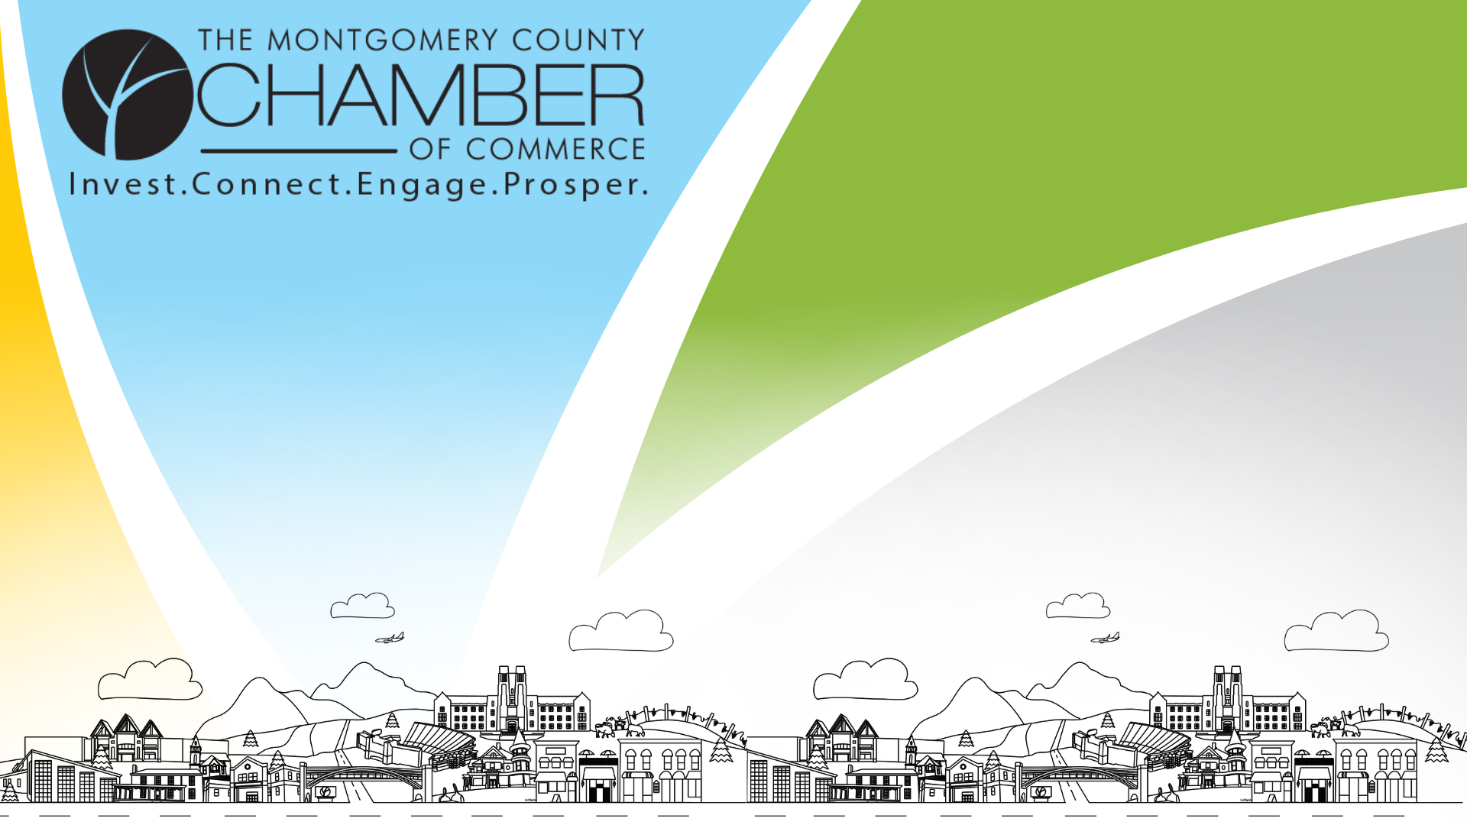 THE MONTGOMERY COUNTY
CHAMBER
OF COMMERCE
Invest.Connect.Engage.Prosper.